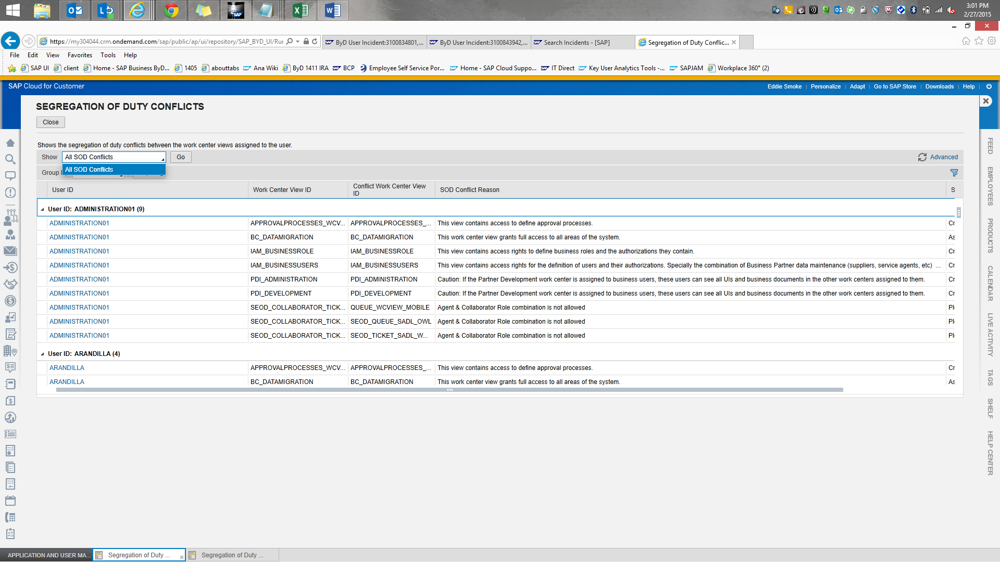 3:01 PM
2/27/2015
https://my304044.crm.ondemand.com/sap/public/ap/ui/repository/SAP_BYD_UI/Rur
ByD User Incident:3100834801,...
ByD User Incident:3100843942,...
Search Incidents - [SAP]
Segregation of Duty Conflic...
File Edit View Favorites Tools Help
SAP UI client Home - SAP Business ByD... 1405 abouttabs Ana Wiki ByD 1411 IRA BCP Employee Self Service Por... Home - SAP Cloud Suppo... IT Direct Key User Analytics Tools -... SAPJAM Workplace 360° (2)
SAP Cloud for Customer
Eddie Smoke | Personalize | Adapt | Go to SAP Store | Downloads | Help
SEGREGATION OF DUTY CONFLICTS
Close
Shows the segregation of duty conflicts between the work center views assigned to the user.
Show All SOD Conflicts Go
Advanced
All SOD Conflicts
Group
User ID Work Center View ID Conflict Work Center View ID SOD Conflict Reason S
User ID: ADMINISTRATION01 (9)
ADMINISTRATION01 APPROVALPROCESSES_WCV... APPROVALPROCESSES_... This view contains access to define approval processes. Cr
ADMINISTRATION01 BC_DATAMIGRATION BC_DATAMIGRATION This work center view grants full access to all areas of the system. As
ADMINISTRATION01 IAM_BUSINESSROLE IAM_BUSINESSROLE This view contains access rights to define business roles and the authorizations they contain. Cr
ADMINISTRATION01 IAM_BUSINESSUSERS IAM_BUSINESSUSERS This view contains access rights for the definition of users and their authorizations. Specially the combination of Business Partner data maintenance (suppliers, service agents, etc) ... Cr
ADMINISTRATION01 PDI_ADMINISTRATION PDI_ADMINISTRATION Caution: If the Partner Development work center is assigned to business users, these users can see all UIs and business documents in the other work centers assigned to them. Cr
ADMINISTRATION01 PDI_DEVELOPMENT PDI_DEVELOPMENT Caution: If the Partner Development work center is assigned to business users, these users can see all UIs and business documents in the other work centers assigned to them. Cr
ADMINISTRATION01 SEOD_COLLABORATOR_TICK... QUEUE_WCVIEW_MOBILE Agent & Collaborator Role combination is not allowed Pl
ADMINISTRATION01 SEOD_COLLABORATOR_TICK... SEOD_QUEUE_SADL_OWL Agent & Collaborator Role combination is not allowed Pl
ADMINISTRATION01 SEOD_COLLABORATOR_TICK... SEOD_TICKET_SADL_W... Agent & Collaborator Role combination is not allowed Pl
User ID: ARANDILLA (4)
ARANDILLA APPROVALPROCESSES_WCV... APPROVALPROCESSES_... This view contains access to define approval processes. Cr
ARANDILLA BC_DATAMIGRATION BC_DATAMIGRATION This work center view grants full access to all areas of the system. As
FEED
EMPLOYEES
PRODUCTS
CALENDAR
LIVE ACTIVITY
TAGS
SHELF
HELP CENTER
APPLICATION AND USER MA... Segregation of Duty ... Segregation of Duty ...